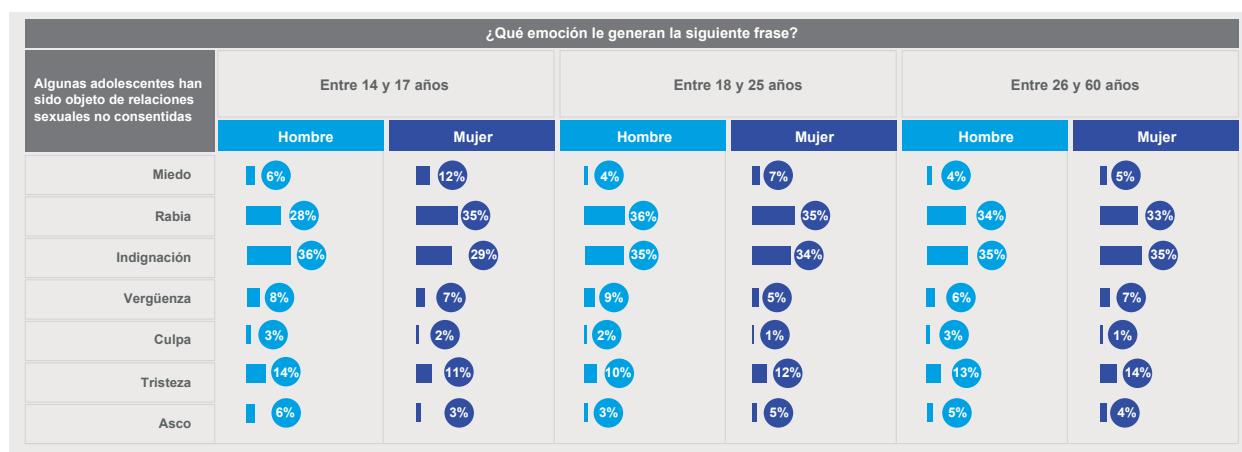 ¿Qué emoción le generan la siguiente frase?
Algunas adolescentes han
sido objeto de relaciones
sexuales no consentidas
Entre 14 y 17 años
Entre 18 y 25 años
Entre 26 y 60 años
Hombre
Mujer
Hombre
Mujer
Hombre
Mujer
Miedo 6% 12% 4% 7% 4% 5%
Rabia 28% 35% 36% 35% 34% 33%
Indignación 36% 29% 35% 34% 35% 35%
Vergüenza 8% 7% 9% 5% 6% 7%
Culpa 3% 2% 2% 1% 3% 1%
Tristeza 14% 11% 10% 12% 13% 14%
Asco 6% 3% 3% 5% 5% 4%